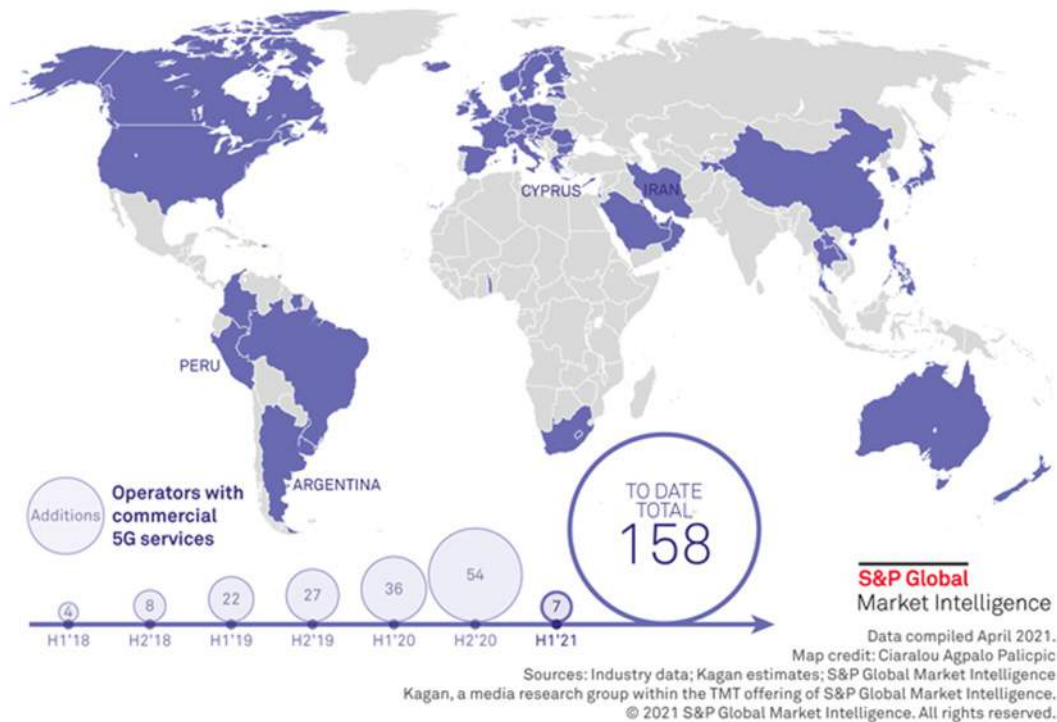 CYPRUS
IRAN
PERU
ARGENTINA
Additions
Operators with
commercial
5G services
TO DATE
TOTAL
158
4
8
22
27
36
54
7
H1'18
H2'18
H1'19
H2'19
H1'20
H2'20
H1'21
S&P Global
Market Intelligence
Data compiled April 2021.
Map credit: Ciaralou Agpalo Palicpic
Sources: Industry data; Kagan estimates; S&P Global Market Intelligence
Kagan, a media research group within the TMT offering of S&P Global Market Intelligence.
© 2021 S&P Global Market Intelligence. All rights reserved.